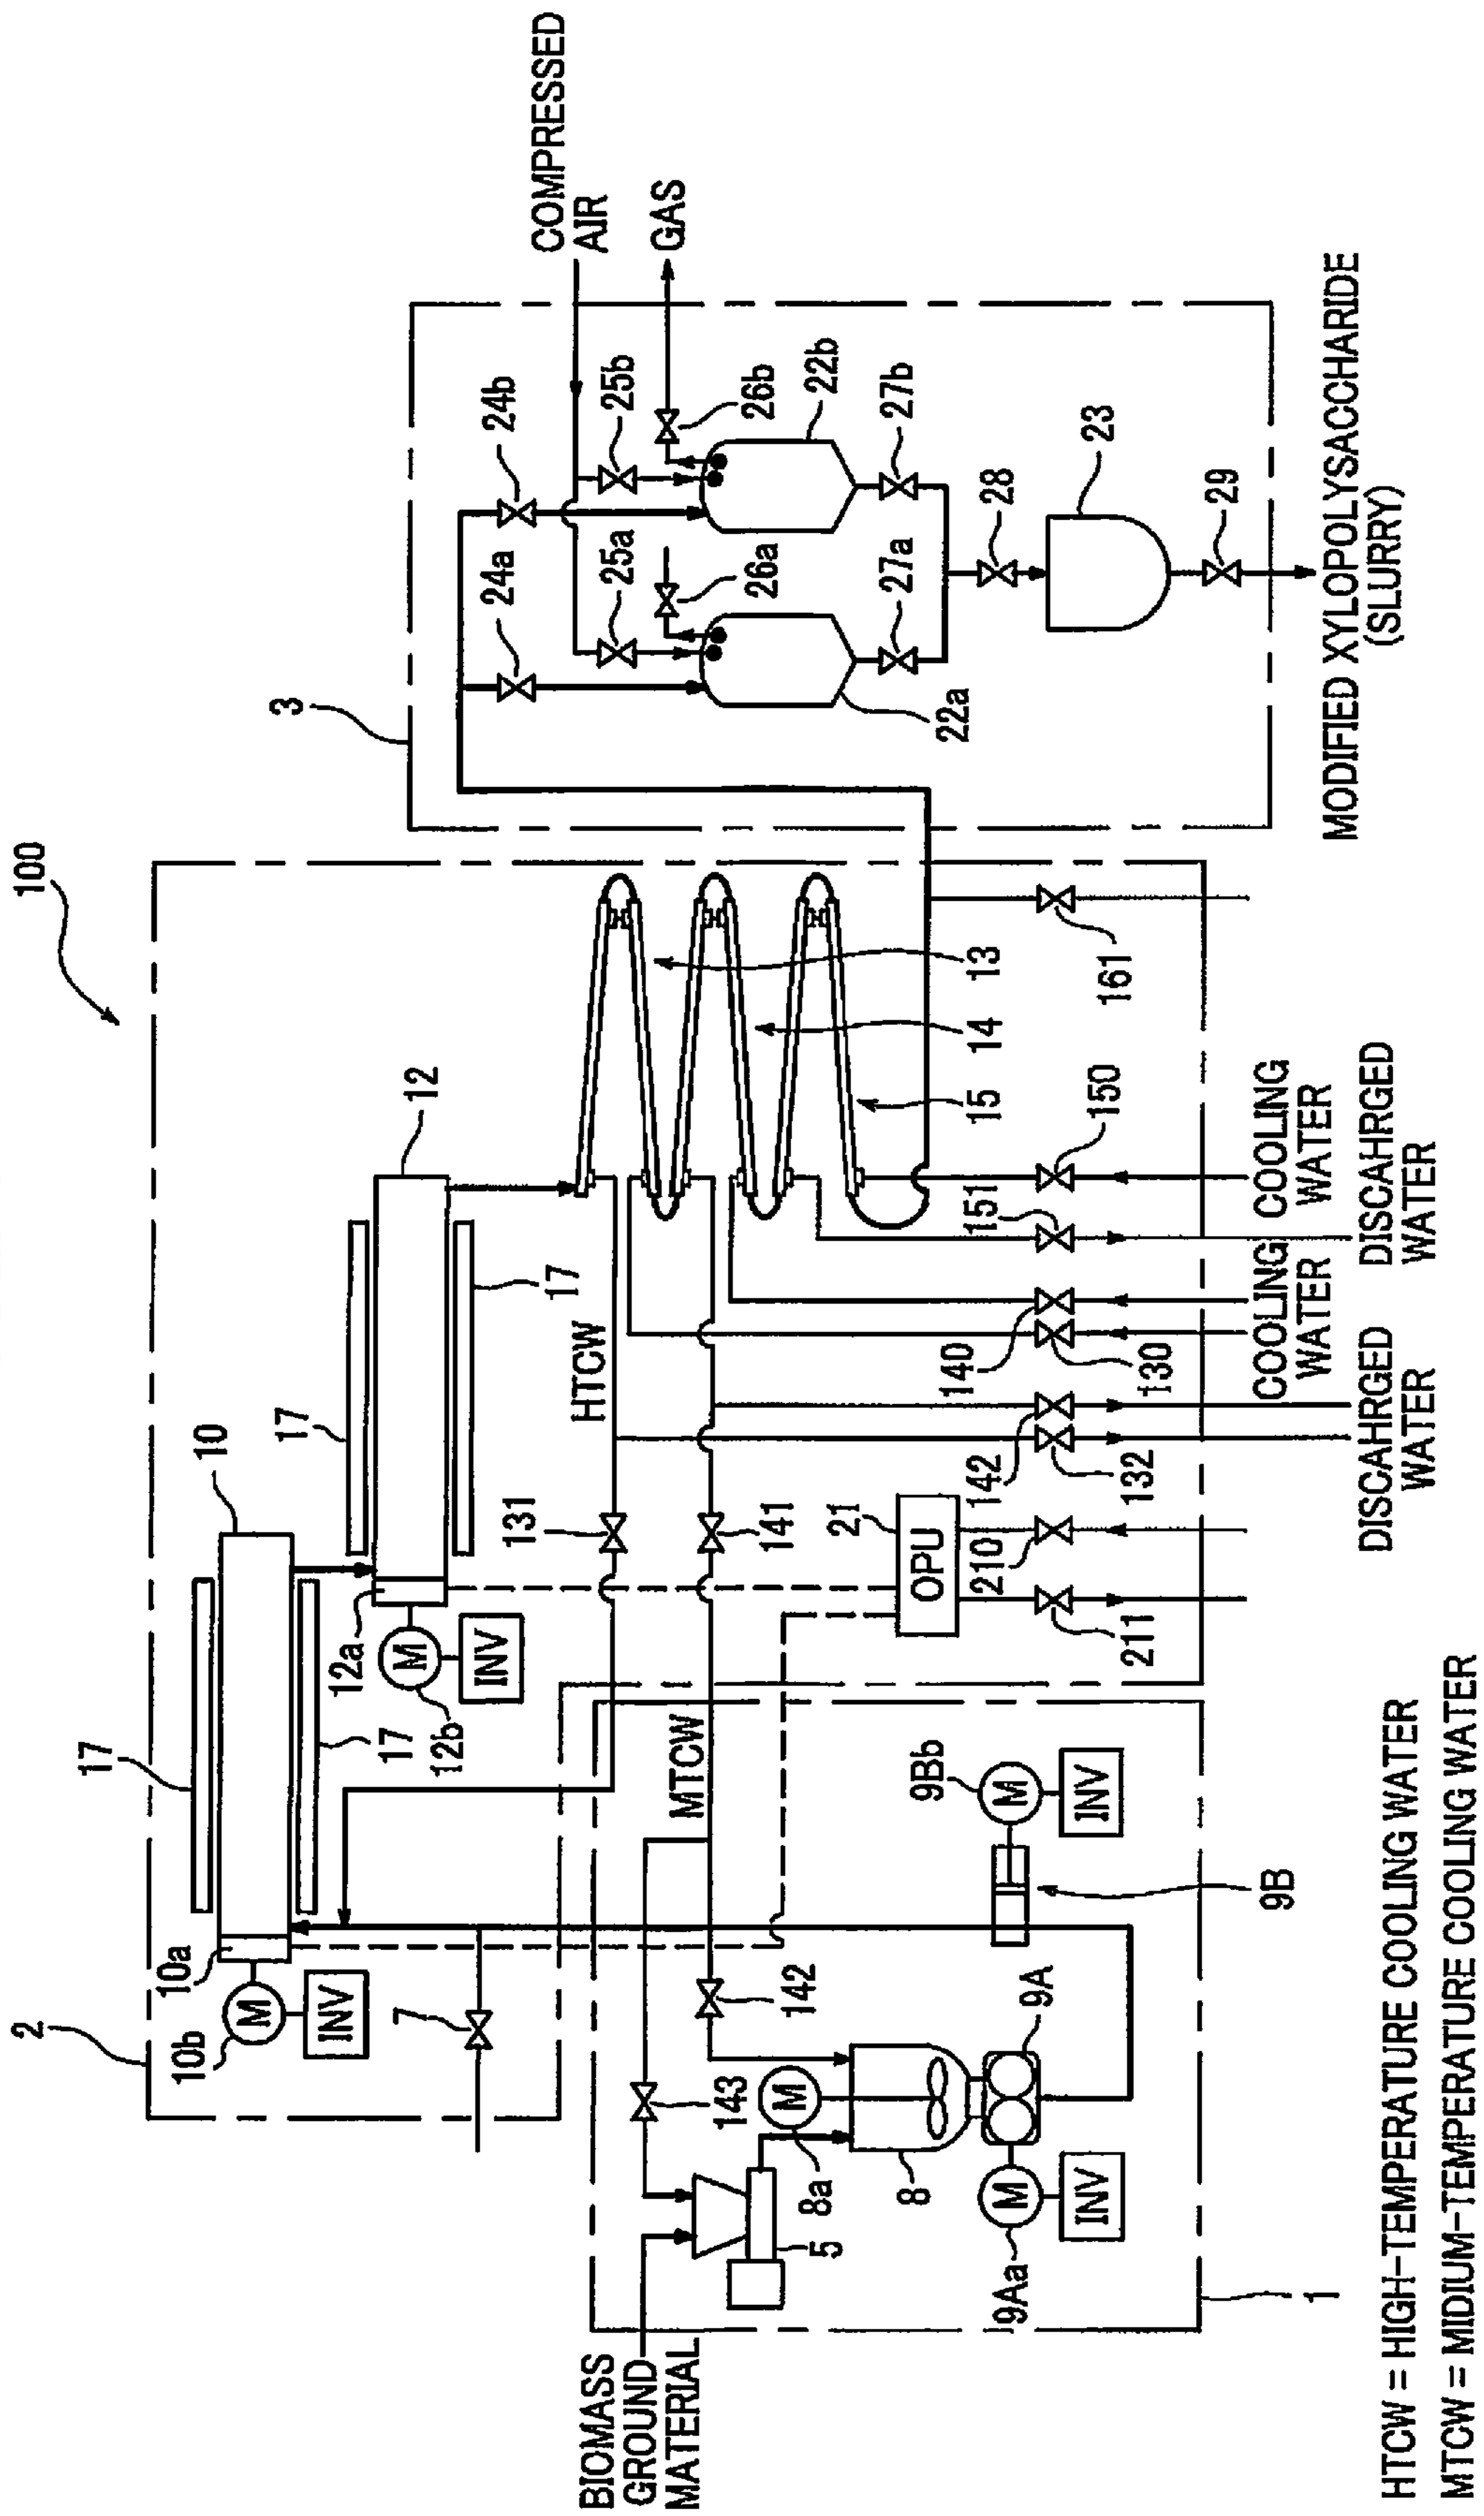 100
2
17
10
10a
10b
M
INV
17
17
12
12a
12b
M
INV
17
7
HTCW
131
141
MTCW
142
143
BIOMASS
GROUND
MATERIAL
5
M
8a
8
9A
M
9Aa
INV
9B
9Bb
M
INV
1
21
OPU
210
211
142
132
140
130
151
150
161
13
14
15
COOLING
WATER
COOLING
WATER
DISCAHRGED
WATER
DISCAHRGED
WATER
3
COMPRESSED
AIR
GAS
24a
24b
25a
25b
26a
26b
22a
22b
27a
27b
28
23
29
MODIFIED XYLOPOLYSACCHARIDE
(SLURRY)
HTCW = HIGH-TEMPERATURE COOLING WATER
MTCW = MIDIUM-TEMPERATURE COOLING WATER